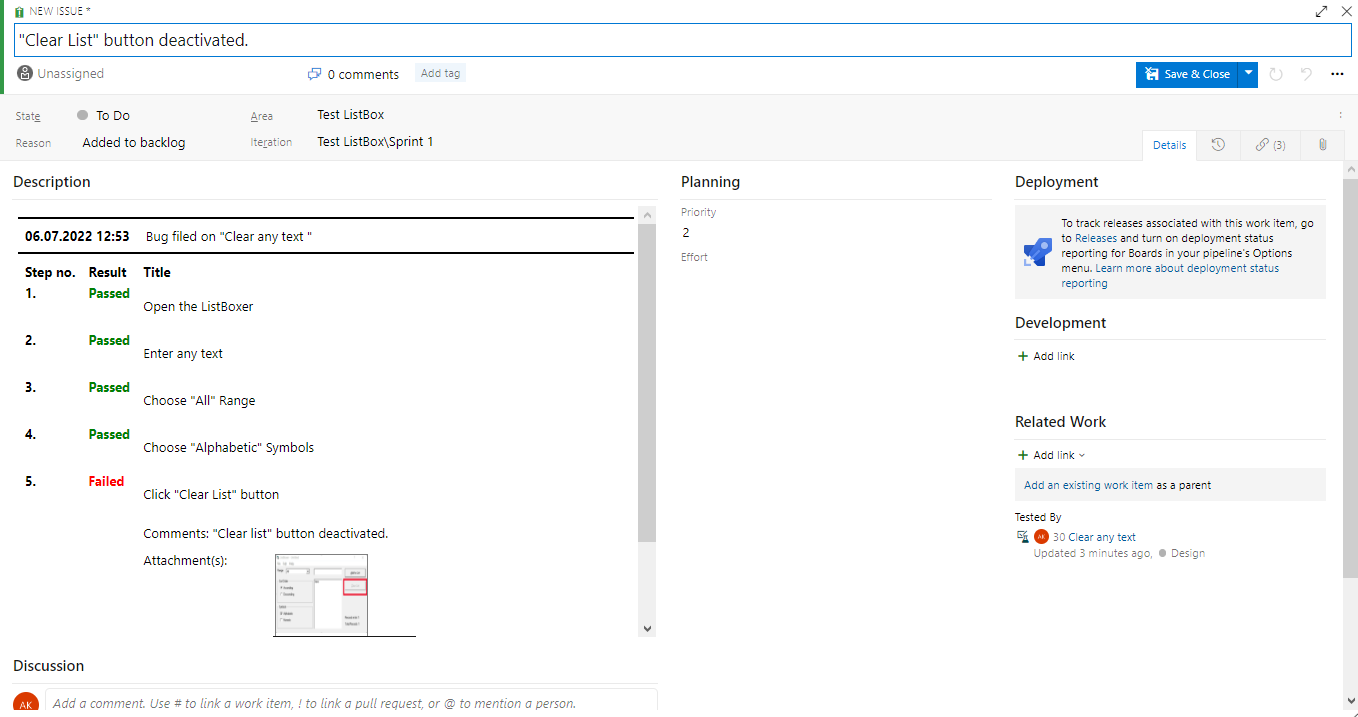 NEW ISSUE *
"Clear List" button deactivated.
Unassigned
0 comments
Add tag
Save & Close
State
To Do
Area
Test ListBox
Reason
Added to backlog
Iteration
Test ListBox\Sprint 1
Details
(3)
Description
06.07.2022 12:53 Bug filed on "Clear any text "
Step no. Result Title
1. Passed
Open the ListBoxer
2. Passed
Enter any text
3. Passed
Choose "All" Range
4. Passed
Choose "Alphabetic" Symbols
5. Failed
Click "Clear List" button
Comments: "Clear list" button deactivated.
Attachment(s):
Discussion
AK
Add a comment. Use # to link a work item, ! to link a pull request, or @ to mention a person.
Planning
Priority
2
Effort
Deployment
To track releases associated with this work item, go
to Releases and turn on deployment status
reporting for Boards in your pipeline's Options
menu. Learn more about deployment status
reporting
Development
Add link
Related Work
Add link
Add an existing work item as a parent
Tested By
AK 30 Clear any text
Updated 3 minutes ago, Design